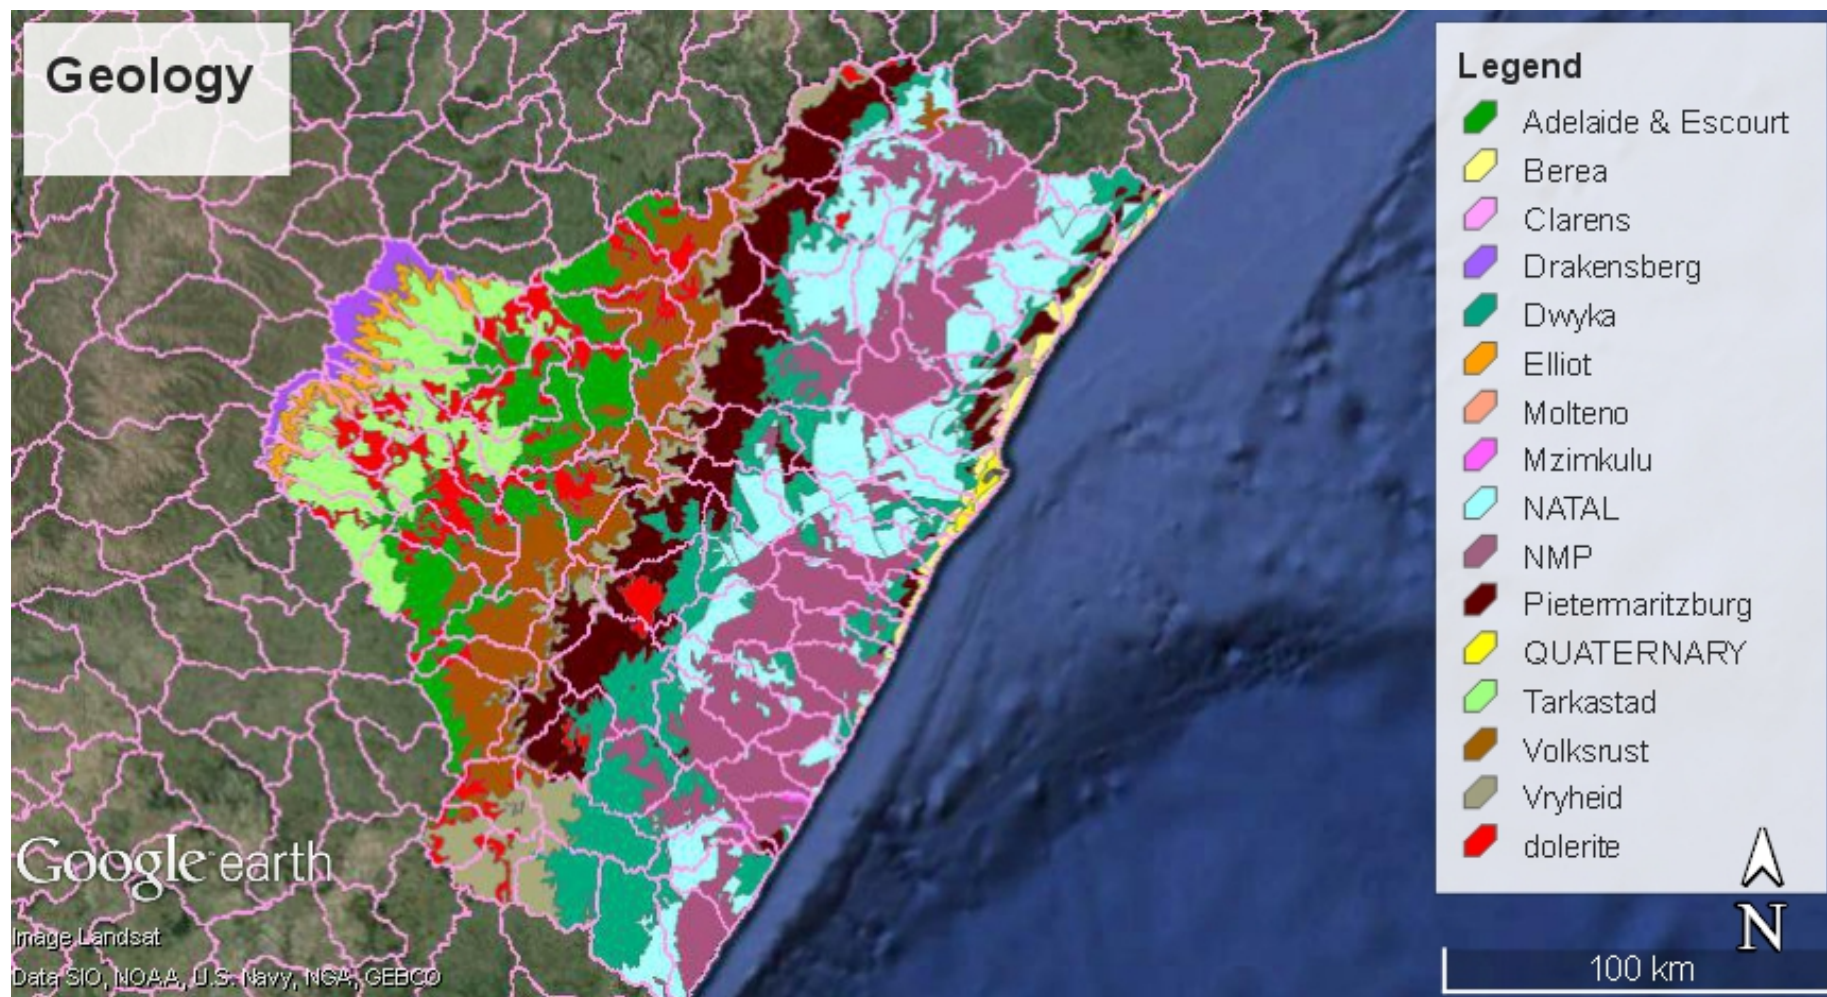 Geology
Legend
Adelaide & Escourt
Berea
Clarens
Drakensberg
Dwyka
Elliot
Molteno
Mzimkulu
NATAL
NMP
Pietermaritzburg
QUATERNARY
Tarkastad
Volksrust
Vryheid
dolerite
Google earth
Image Landsat
Data SIO, NOAA, U.S. Navy, NGA, GEBCO
N
100 km